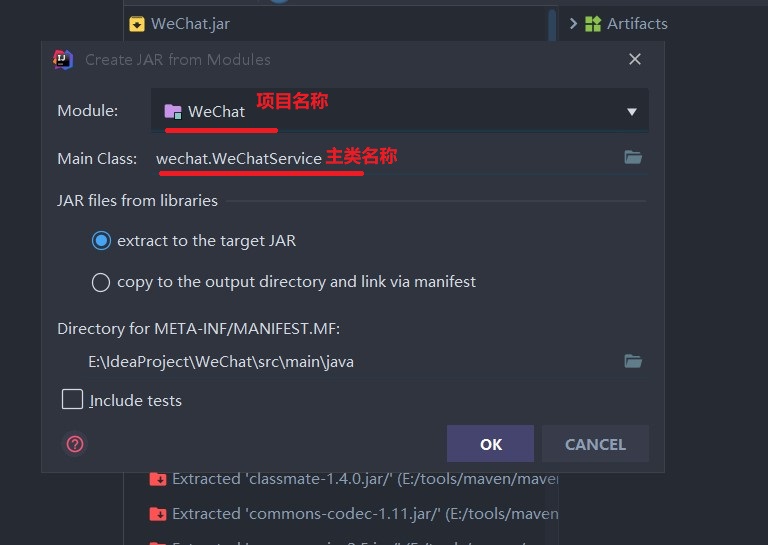 WeChat.jar
Artifacts
Create JAR from Modules
Module: WeChat 项目名称
Main Class: wechat.WeChatService 主类名称
JAR files from libraries
extract to the target JAR
copy to the output directory and link via manifest
Directory for META-INF/MANIFEST.MF:
E:\IdeaProject\WeChat\src\main\java
Include tests
OK CANCEL
Extracted 'classmate-1.4.0.jar/' (E:/tools/maven/maven
Extracted 'commons-codec-1.11.jar/' (E:/tools/maven